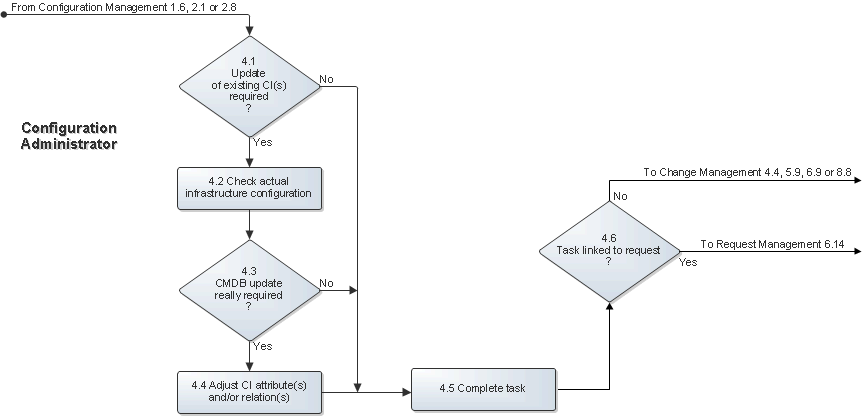 From Configuration Management 1.6, 2.1 or 2.8
4.1
Update
of existing CI(s)
required
?
No
Yes
Configuration
Administrator
4.2 Check actual
infrastructure configuration
4.3
CMDB update
really required
?
No
Yes
4.4 Adjust CI attribute(s)
and/or relation(s)
4.5 Complete task
4.6
Task linked to request
?
No
To Change Management 4.4, 5.9, 6.9 or 8.8
Yes
To Request Management 6.14